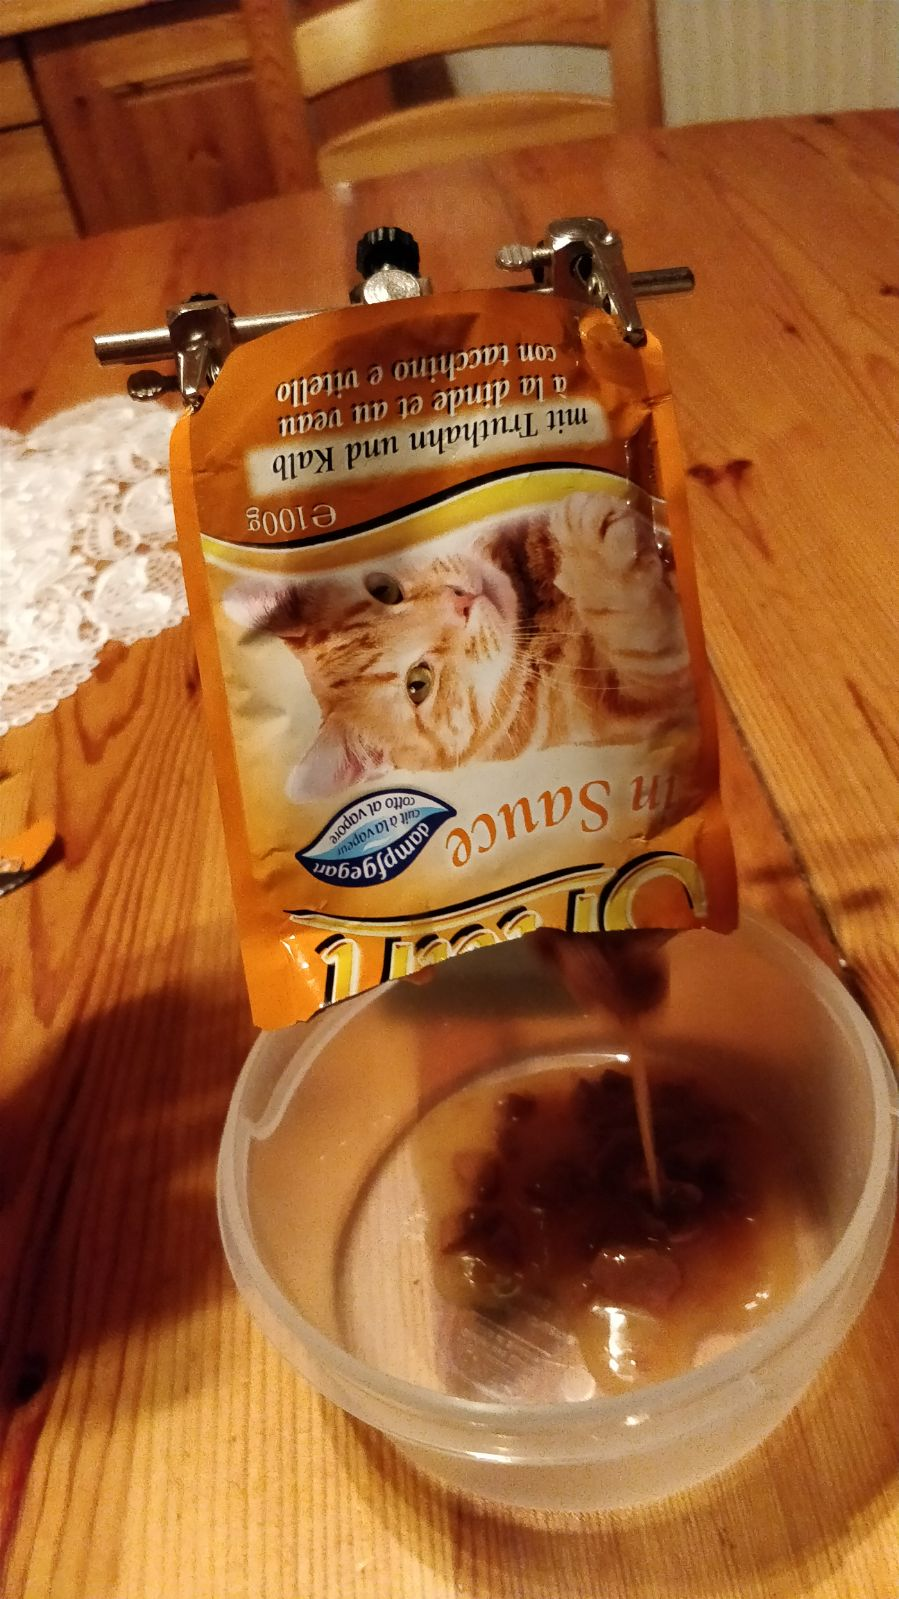 in Sauce
dampfgegart
cuit à la vapeur
cotto al vapore
℮100g
mit Truthahn und Kalb
à la dinde et au veau
con tacchino e vitello